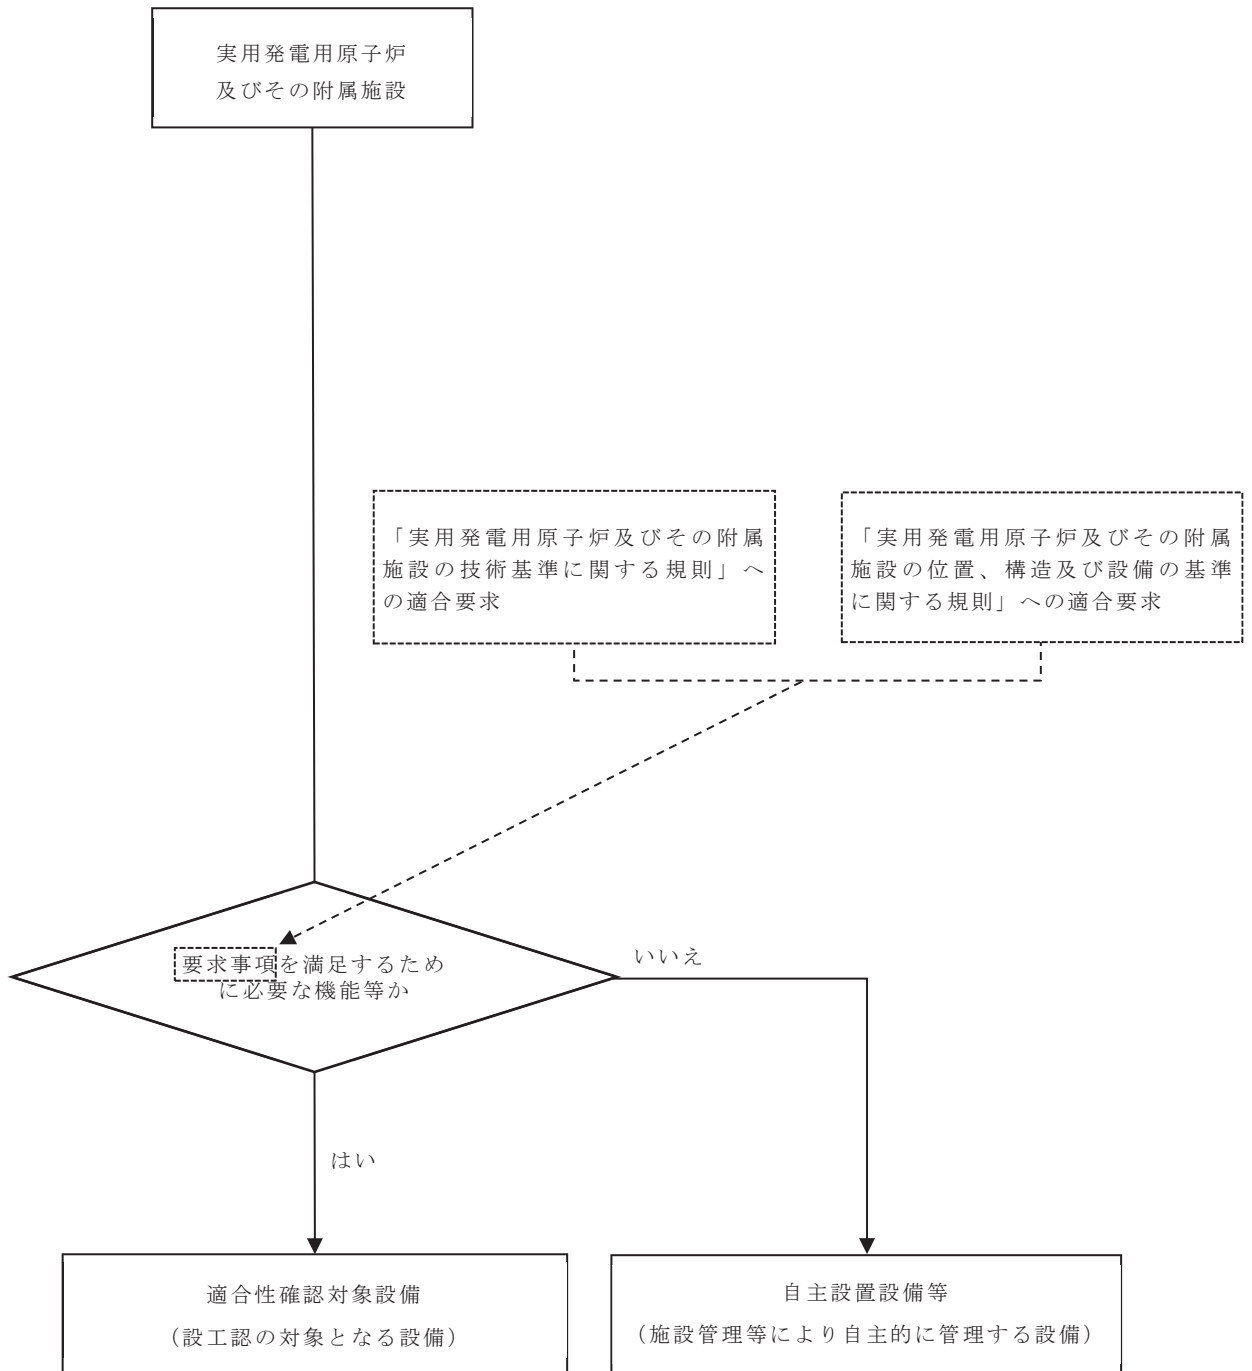 実用発電用原子炉
及びその附属施設
「実用発電用原子炉及びその附属
施設の技術基準に関する規則」へ
の適合要求
「実用発電用原子炉及びその附属
施設の位置、構造及び設備の基準
に関する規則」への適合要求
要求事項を満足するため
に必要な機能等か
いいえ
はい
適合性確認対象設備
（設工認の対象となる設備）
自主設置設備等
（施設管理等により自主的に管理する設備）